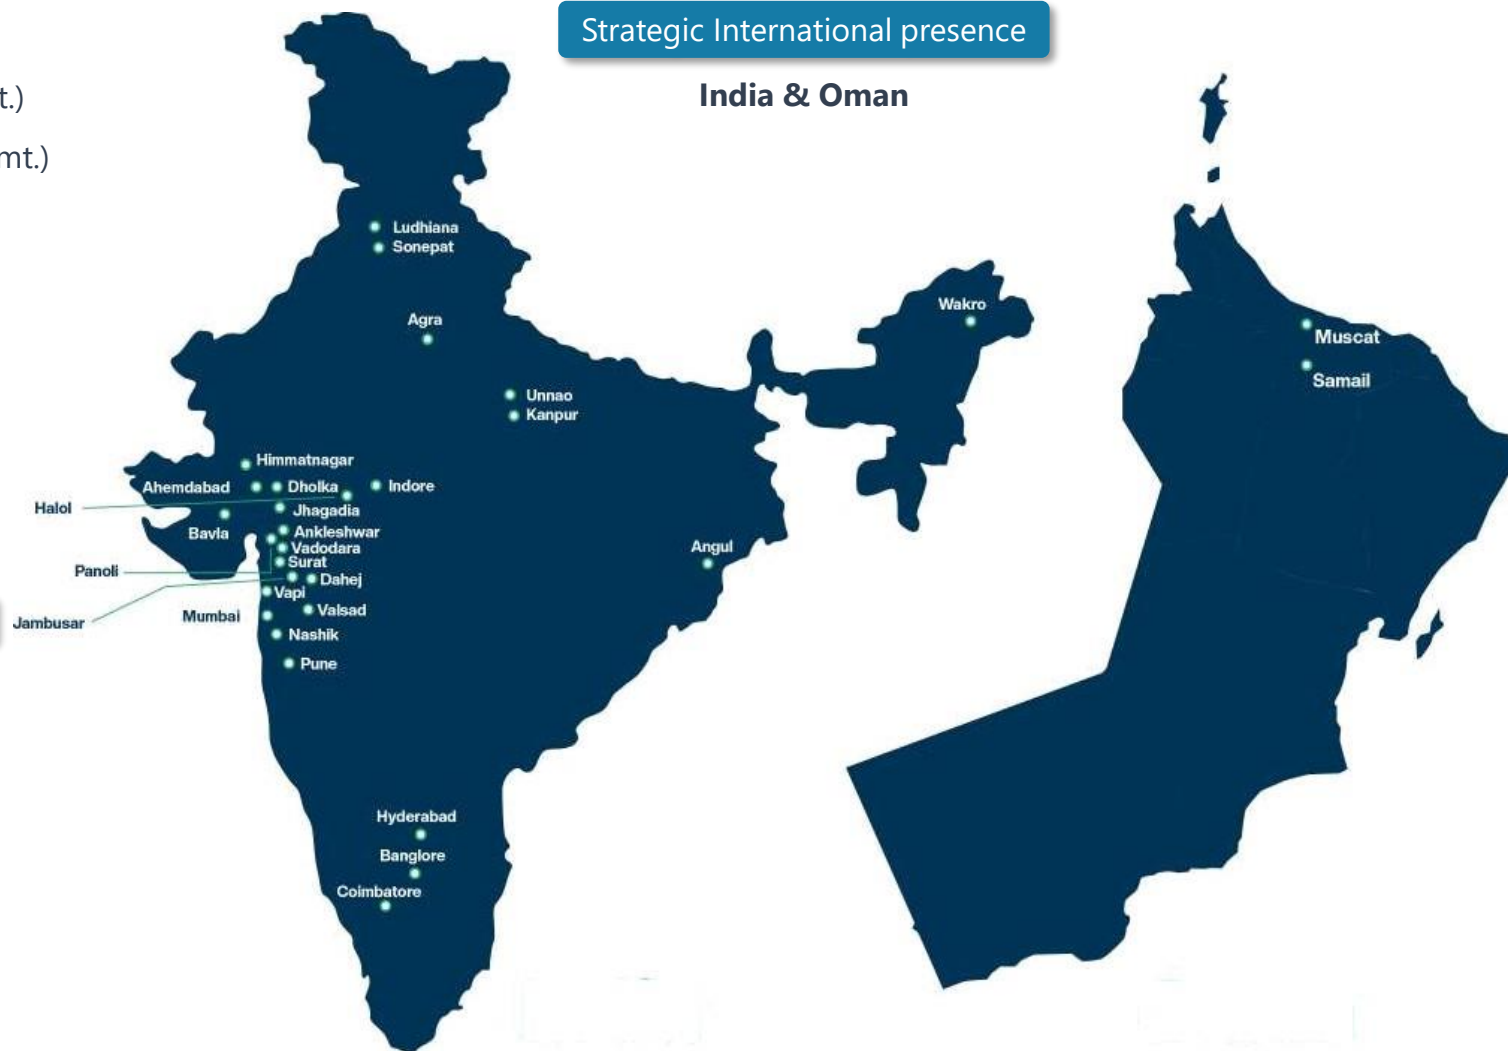 Strategic International presence
India & Oman
t.)
mt.)
Ludhiana
Sonepat
Agra
Wakro
Muscat
Samail
Unnao
Kanpur
Himmatnagar
Ahemdabad
Dholka
Indore
Halol
Jhagadia
Bavla
Ankleshwar
Vadodara
Angul
Surat
Panoli
Dahej
Vapi
Valsad
Mumbai
Jambusar
Nashik
Pune
Hyderabad
Banglore
Coimbatore